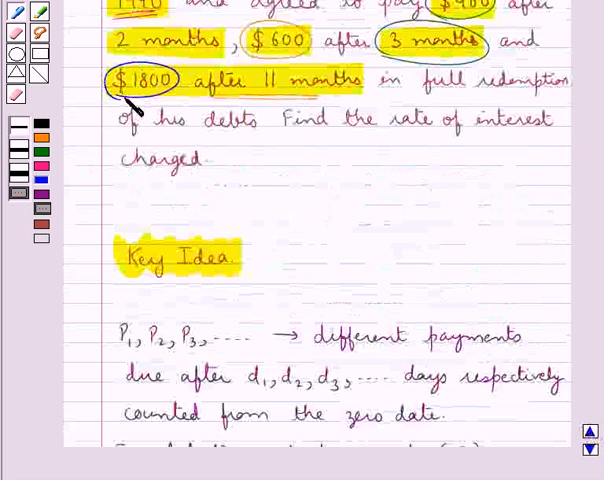 1990 and agreed to pay $900 after
2 months, $600 after 3 months and
$1800 after 11 months in full redemption
of his debts Find the rate of interest
charged.
Key Idea.
P1, P2, P3, ..... → different payments
due after d1, d2, d3, .... days respectively
counted from the zero date.